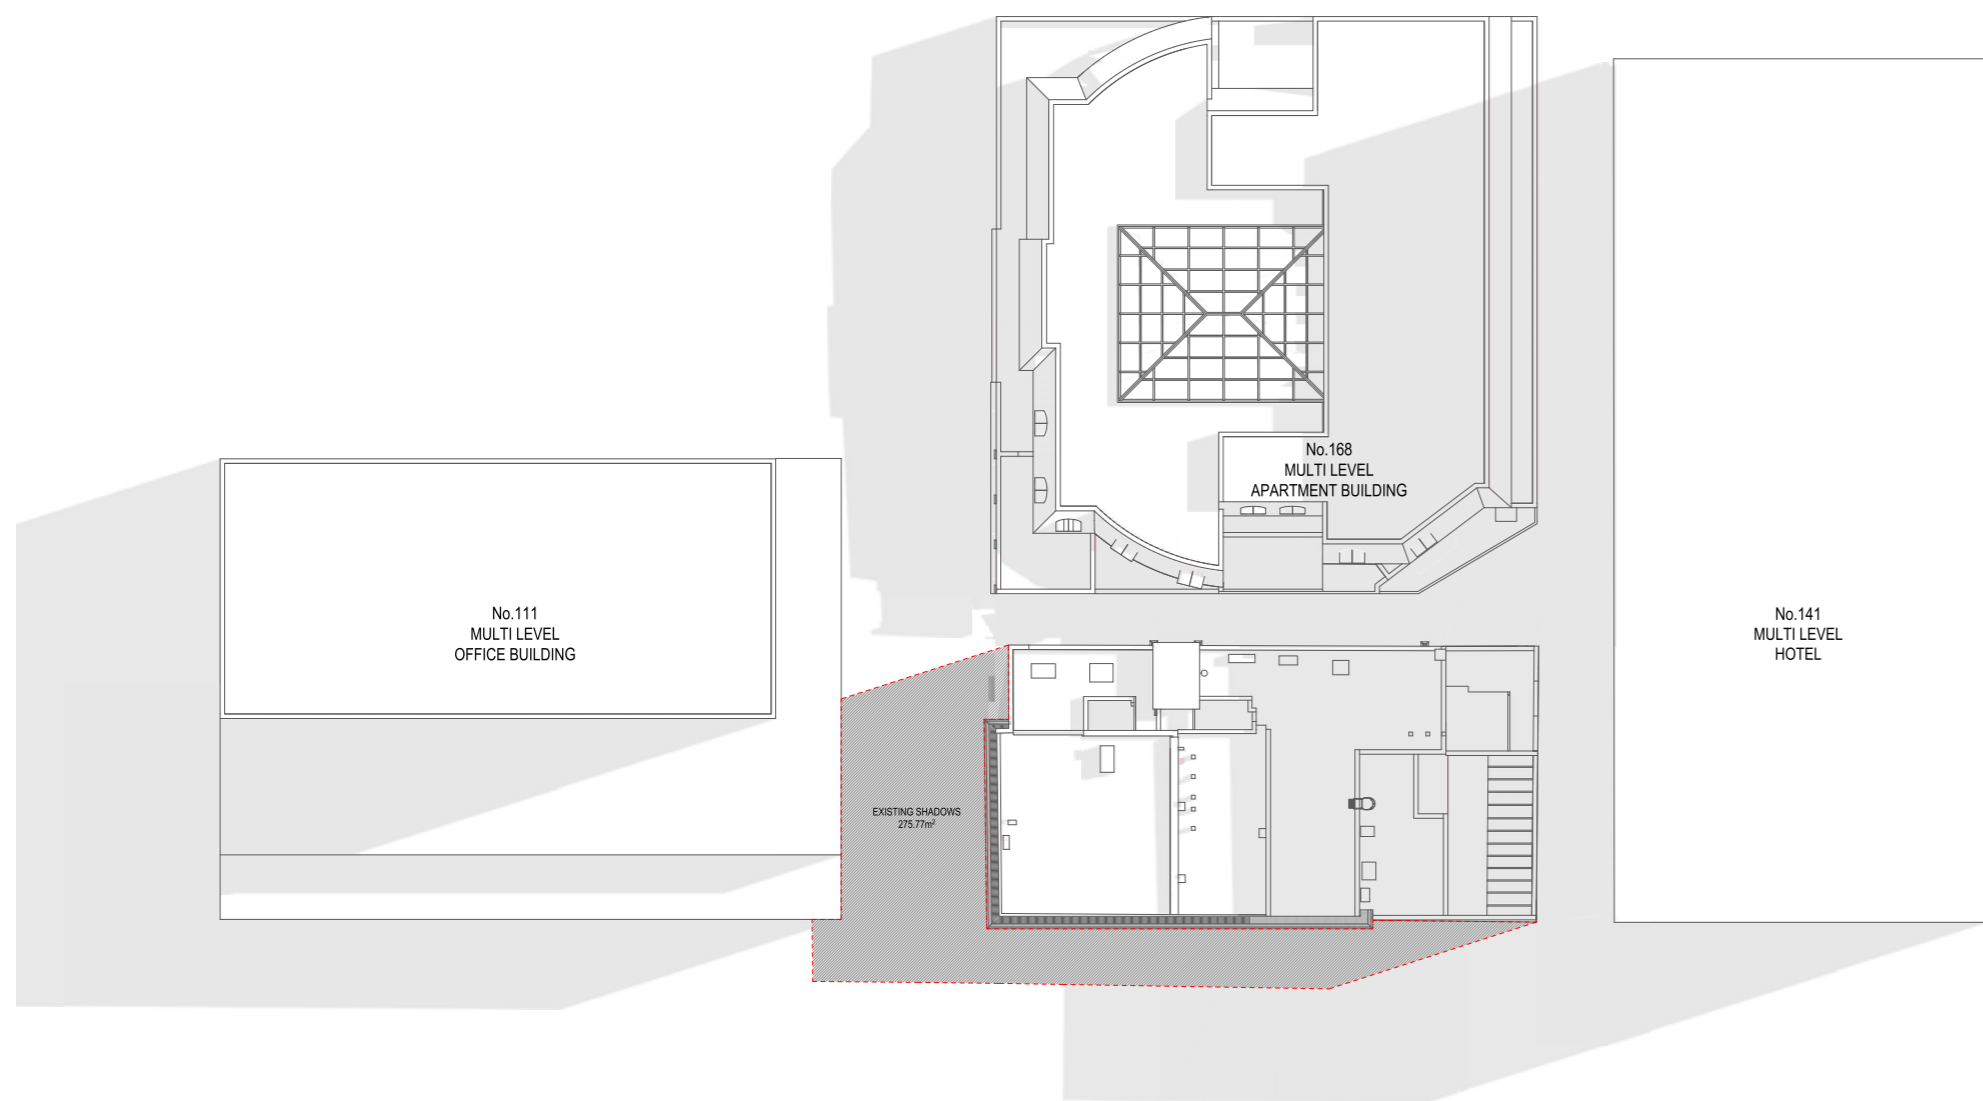 No.168
MULTI LEVEL
APARTMENT BUILDING
No.111
MULTI LEVEL
OFFICE BUILDING
No.141
MULTI LEVEL
HOTEL
EXISTING SHADOWS
275.77m²